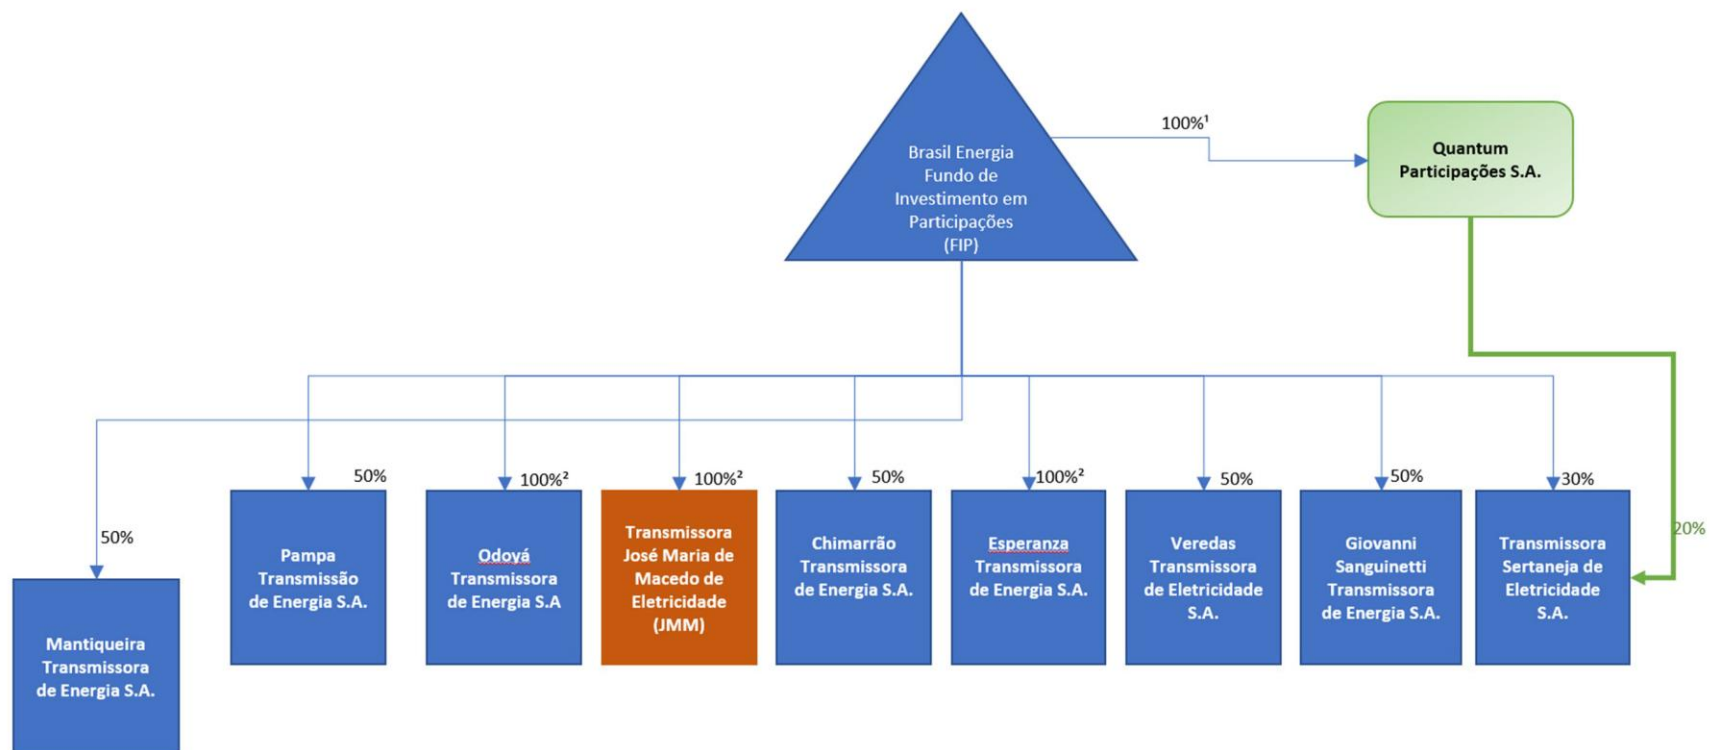 100%¹
Brasil Energia
Fundo de
Investimento em
Participações
(FIP)
Quantum
Participações S.A.
50%
50%
100%²
100%²
50%
100%²
50%
50%
30%
20%
Mantiqueira
Transmissora
de Energia S.A.
Pampa
Transmissão
de Energia S.A.
Odoyá
Transmissora
de Energia S.A
Transmissora
José Maria de
Macedo de
Eletricidade
(JMM)
Chimarrão
Transmissora
de Energia S.A.
Esperanza
Transmissora
de Energia S.A.
Veredas
Transmissora
de Eletricidade
S.A.
Giovanni
Sanguinetti
Transmissora
de Energia S.A.
Transmissora
Sertaneja de
Eletricidade
S.A.